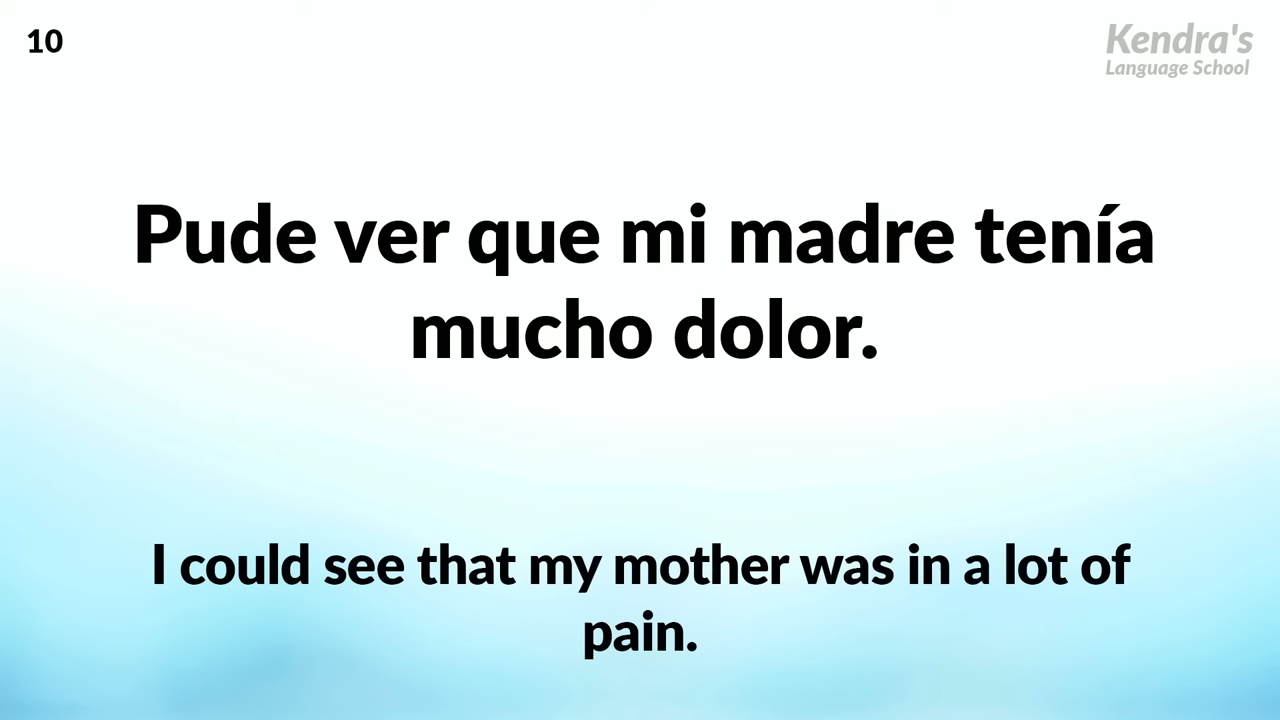 10
Kendra's
Language School
Pude ver que mi madre tenía
mucho dolor.
I could see that my mother was in a lot of
pain.